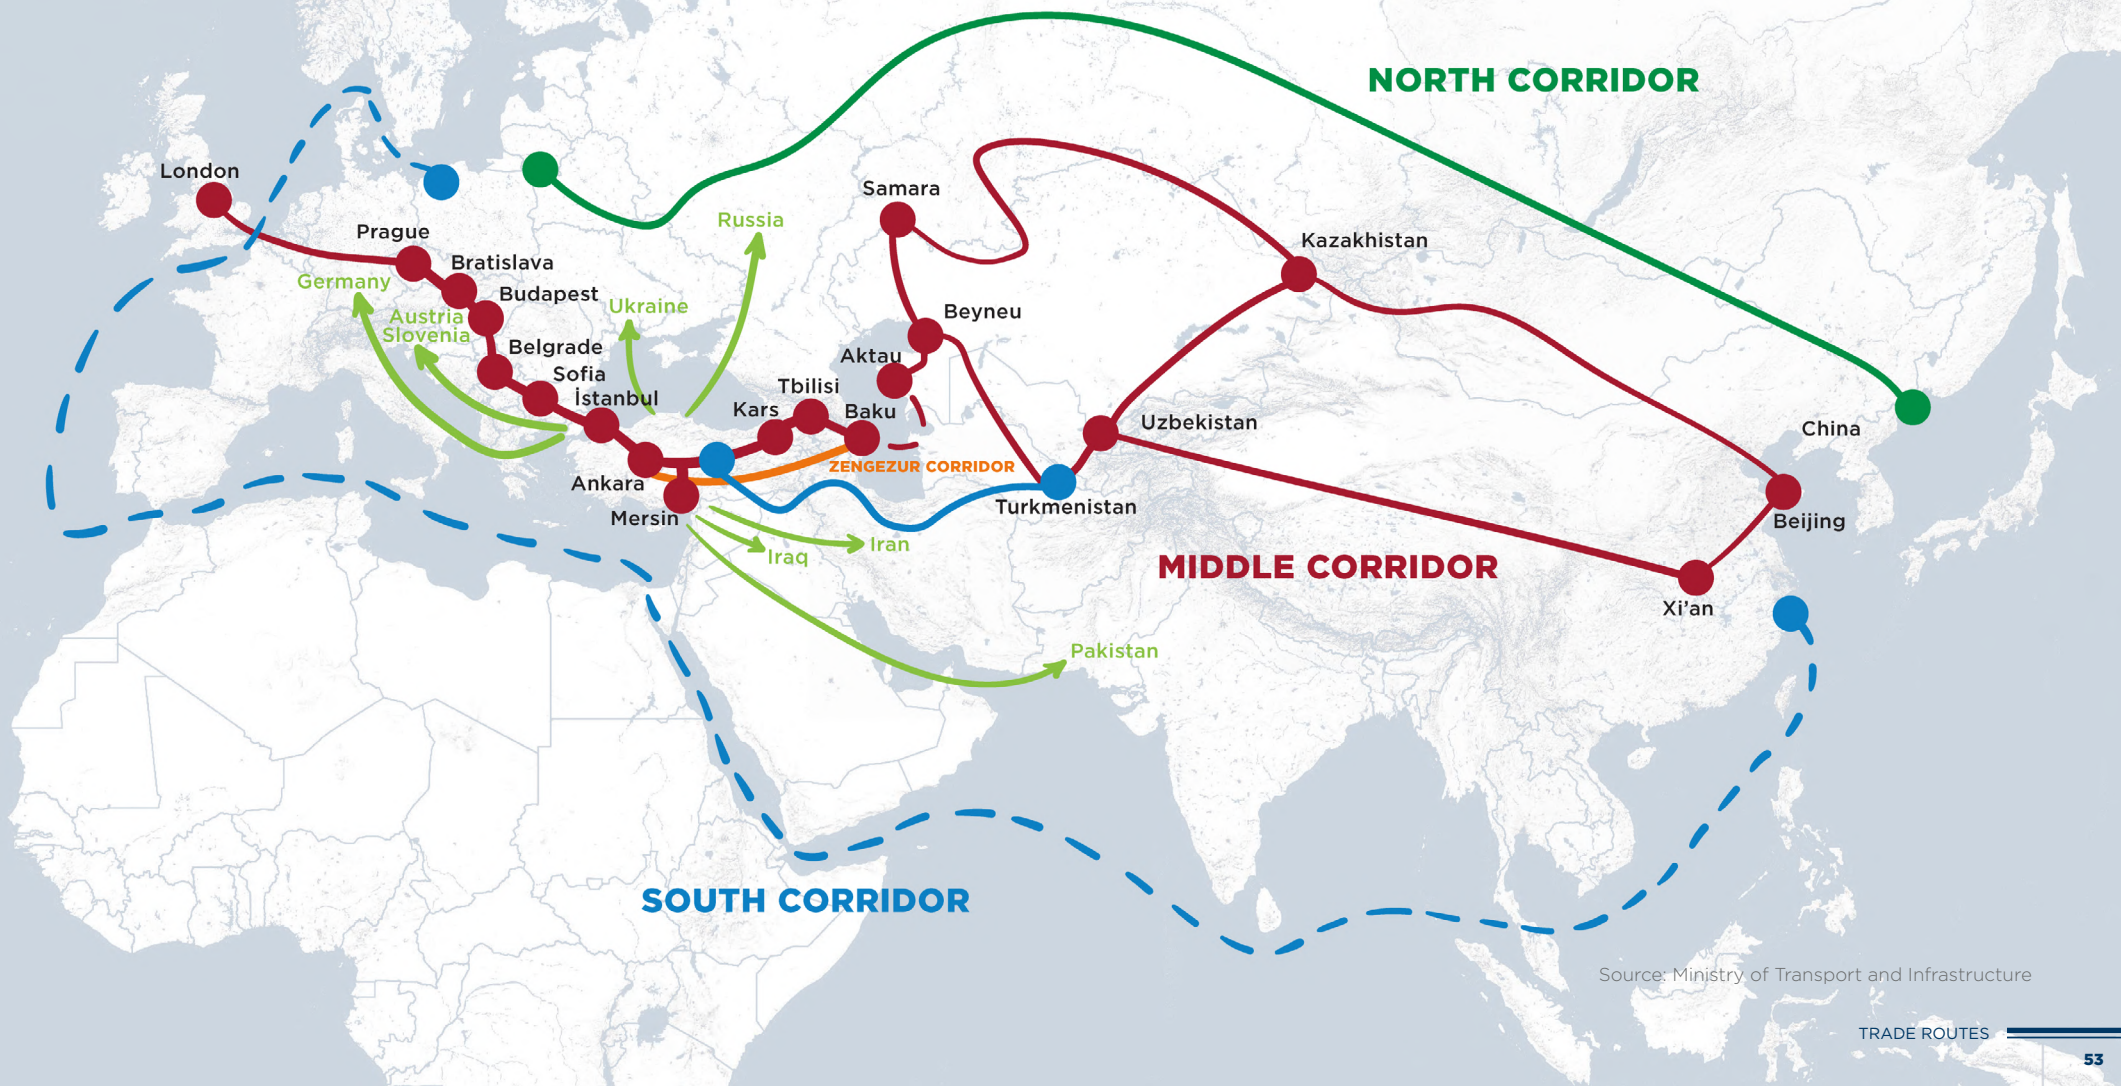 NORTH CORRIDOR
London
Samara
Prague
Russia
Kazakhistan
Bratislava
Germany
Budapest
Ukraine
Beyneu
Austria
Slovenia
Belgrade
Aktau
Sofia
Tbilisi
İstanbul
Kars
Baku
Uzbekistan
China
ZENGEZUR CORRIDOR
Ankara
Turkmenistan
Mersin
Beijing
Iran
Iraq
MIDDLE CORRIDOR
Xi’an
Pakistan
SOUTH CORRIDOR
Source: Ministry of Transport and Infrastructure
TRADE ROUTES
53